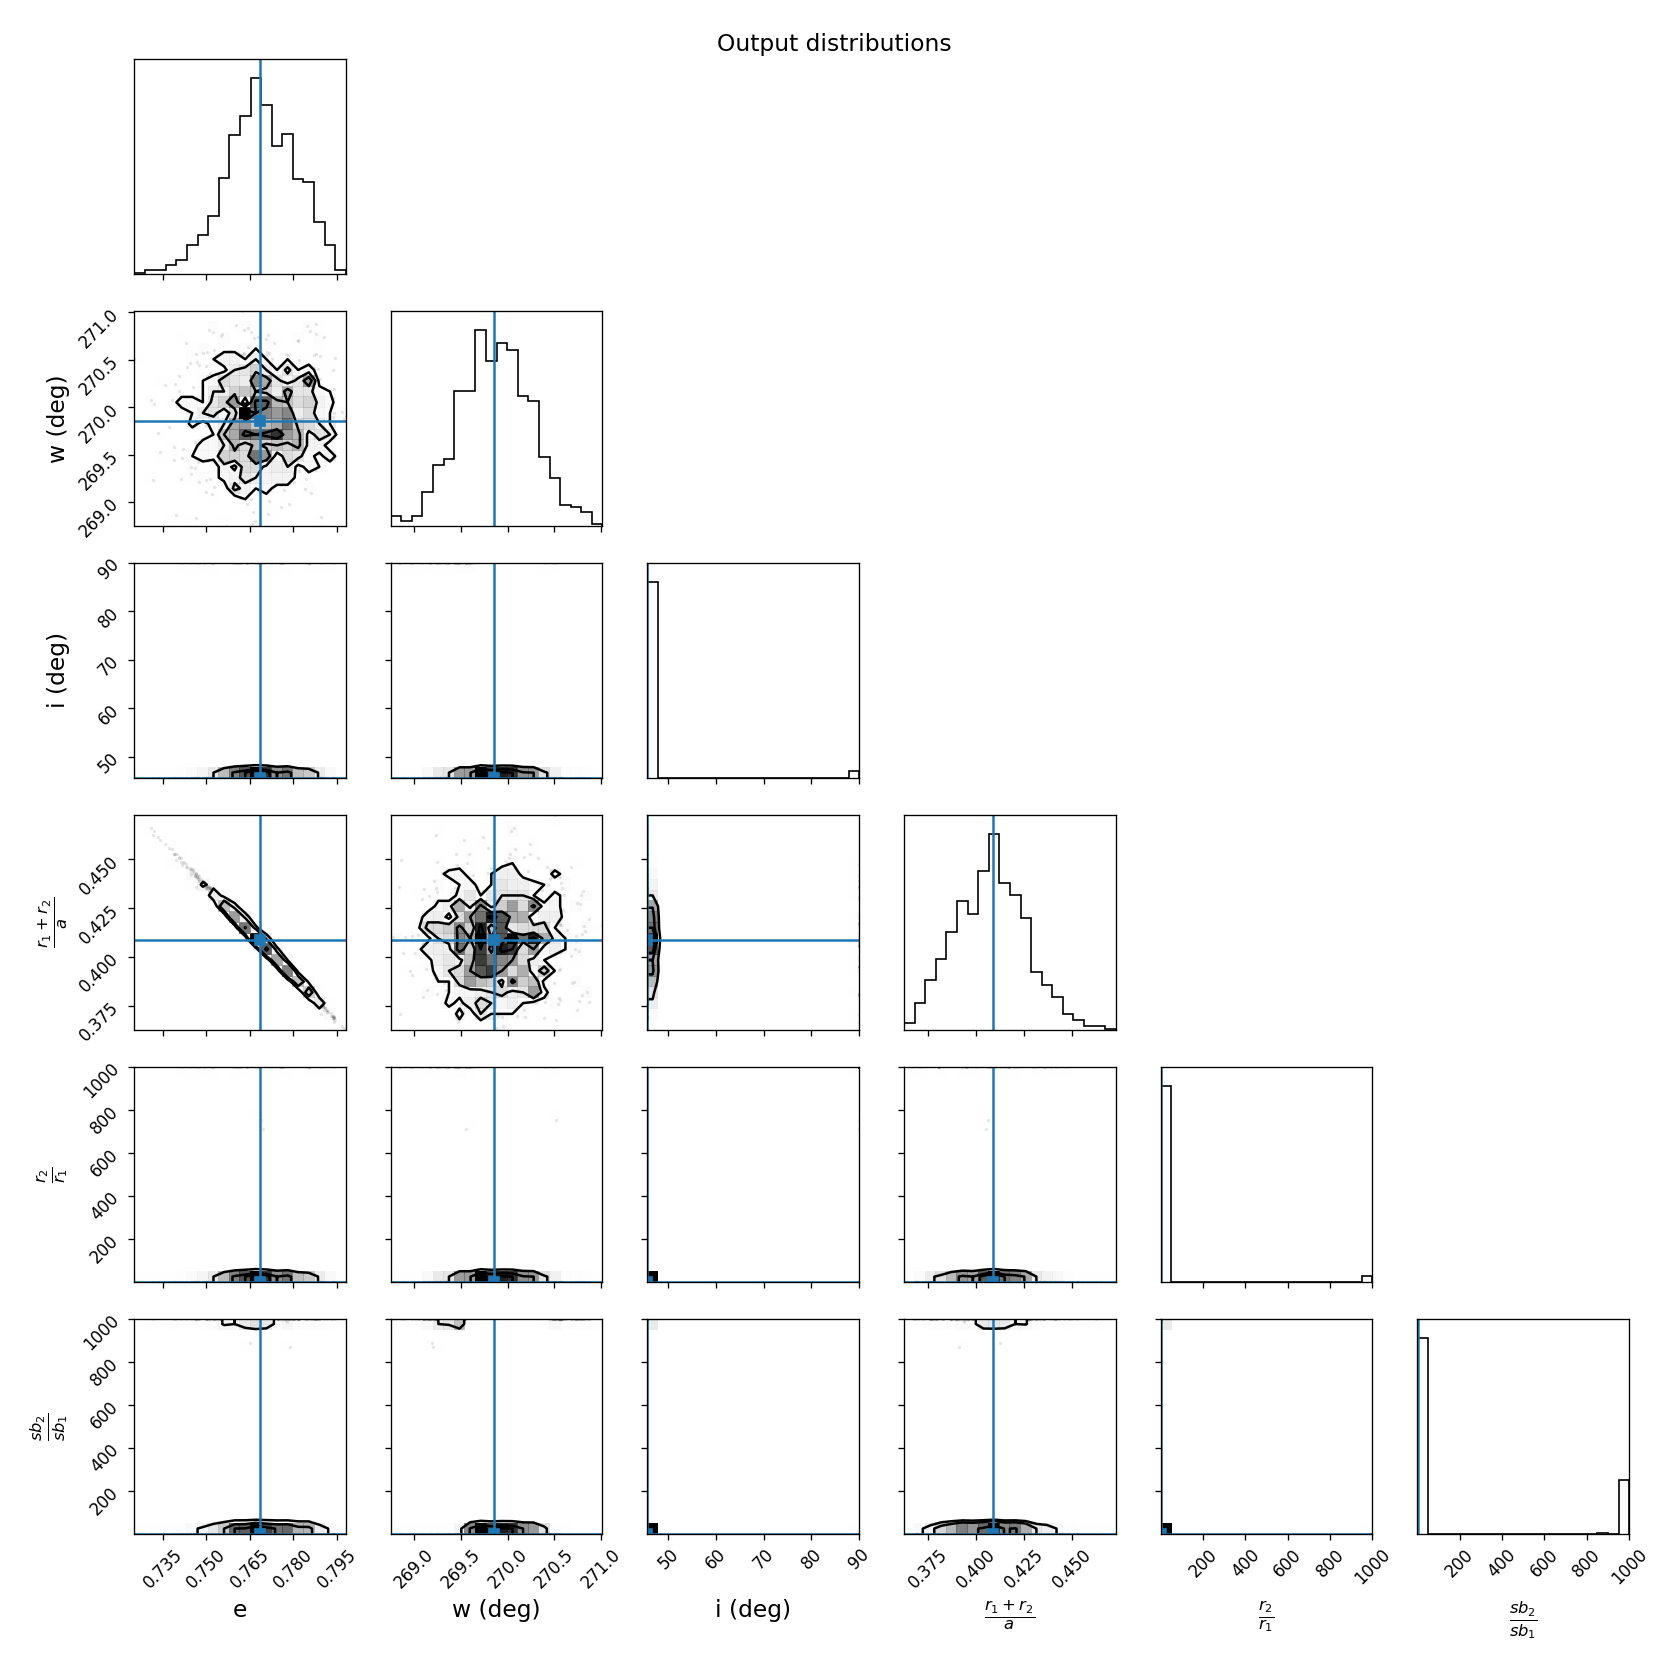 Output distributions
271.0
270.5
270.0
269.5
269.0
w (deg)
90
80
70
60
50
i (deg)
0.450
0.425
0.400
0.375
r₁ + r₂
a
1000
800
600
400
200
r₂
r₁
1000
800
600
400
200
sb₂
sb₁
0.735 0.750 0.765 0.780 0.795
269.0 269.5 270.0 270.5 271.0
50 60 70 80 90
0.375 0.400 0.425 0.450
200 400 600 800 1000
200 400 600 800 1000
e
w (deg)
i (deg)
r₁ + r₂
a
r₂
r₁
sb₂
sb₁